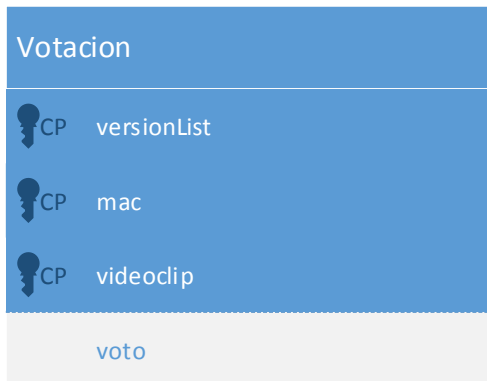 Votacion
CP versionList
CP mac
CP videoclip
voto